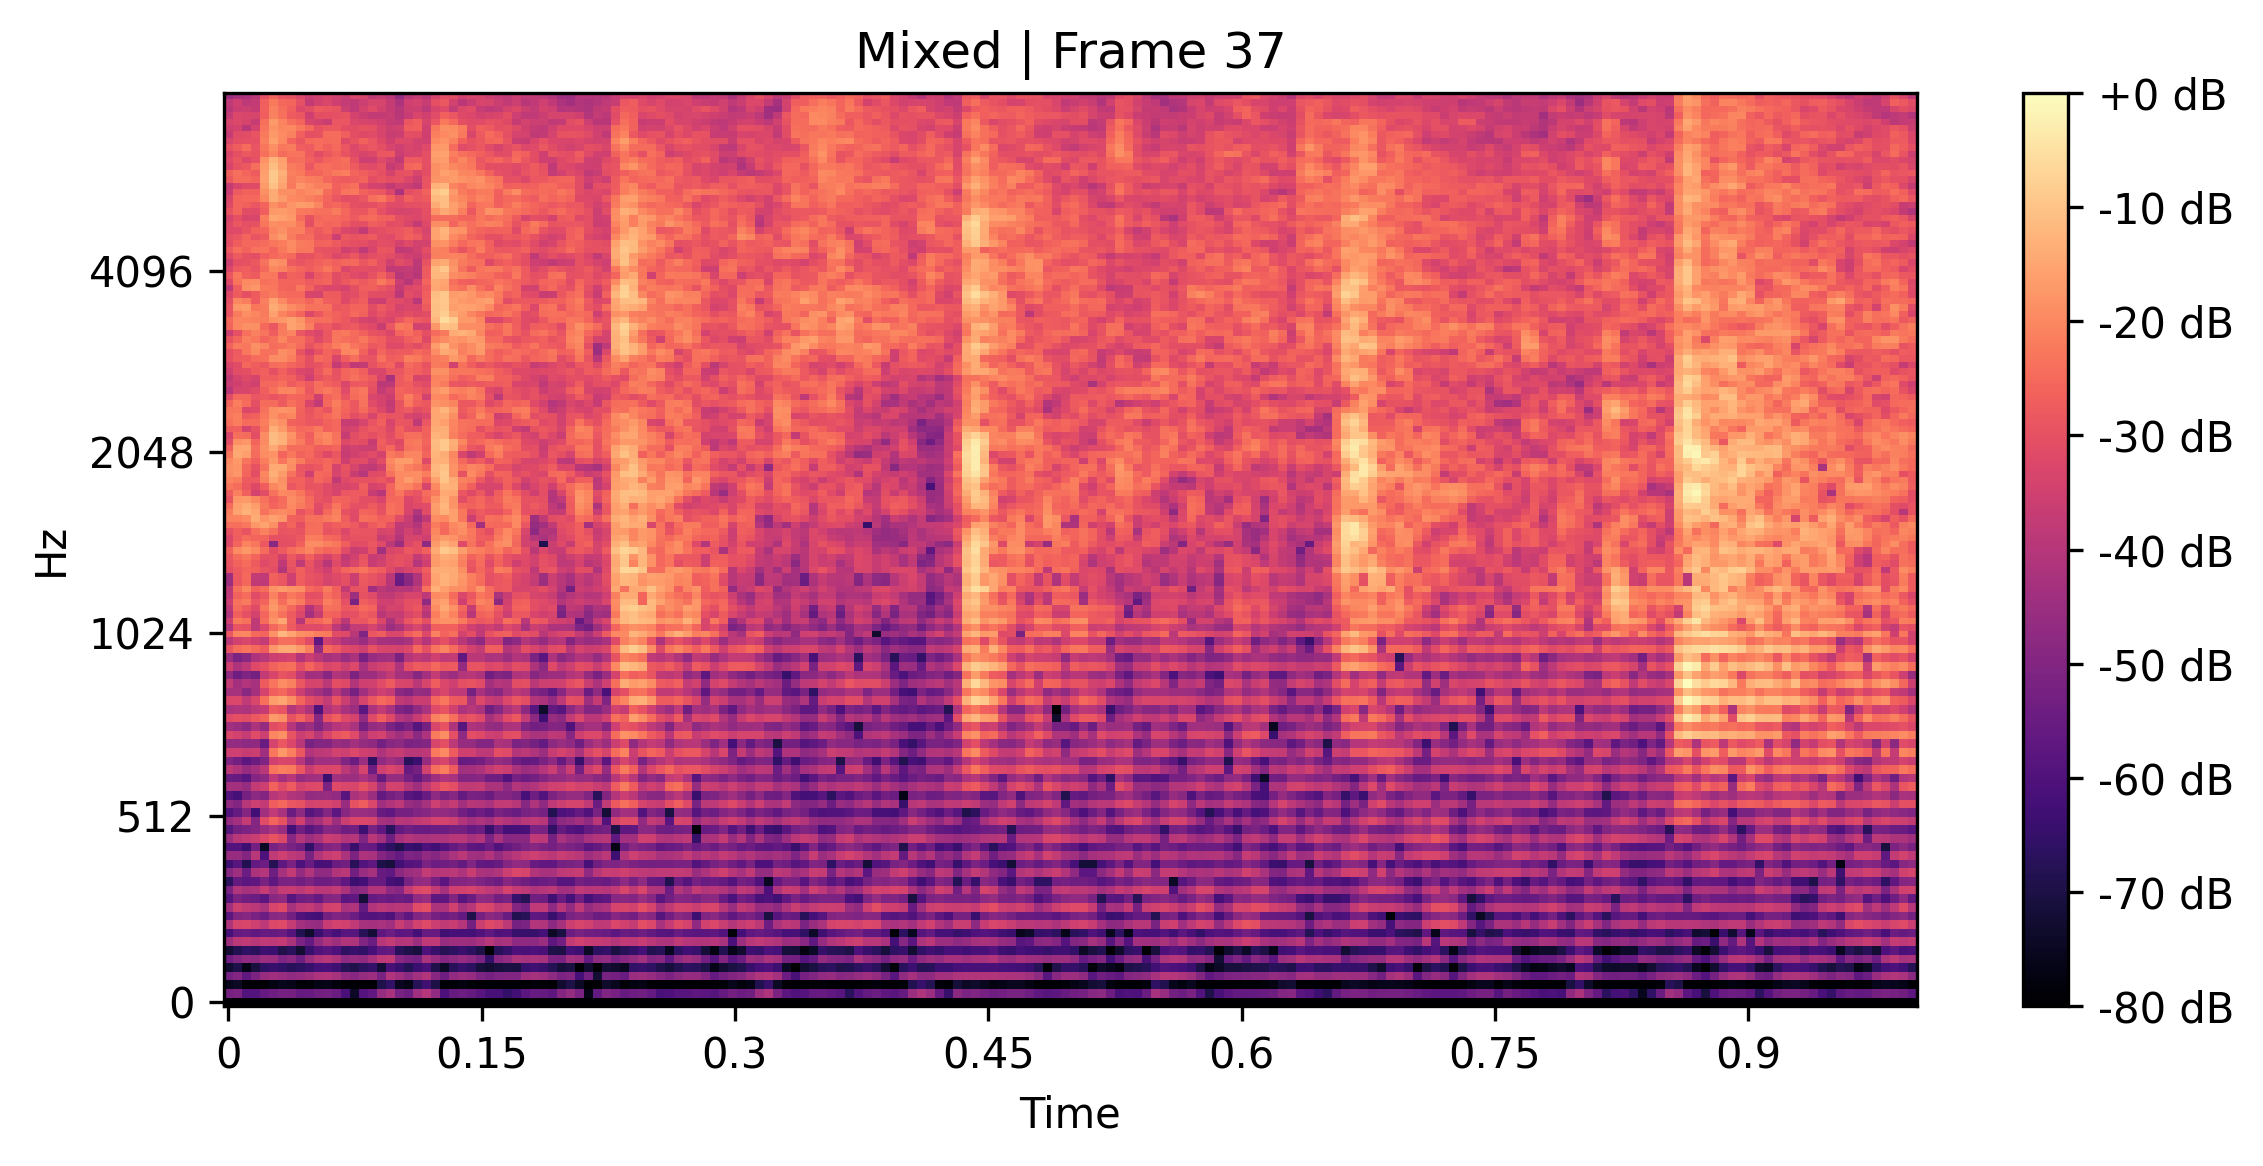 Mixed | Frame 37
+0 dB
-10 dB
-20 dB
-30 dB
-40 dB
-50 dB
-60 dB
-70 dB
-80 dB
4096
2048
1024
512
0
Hz
0 0.15 0.3 0.45 0.6 0.75 0.9
Time